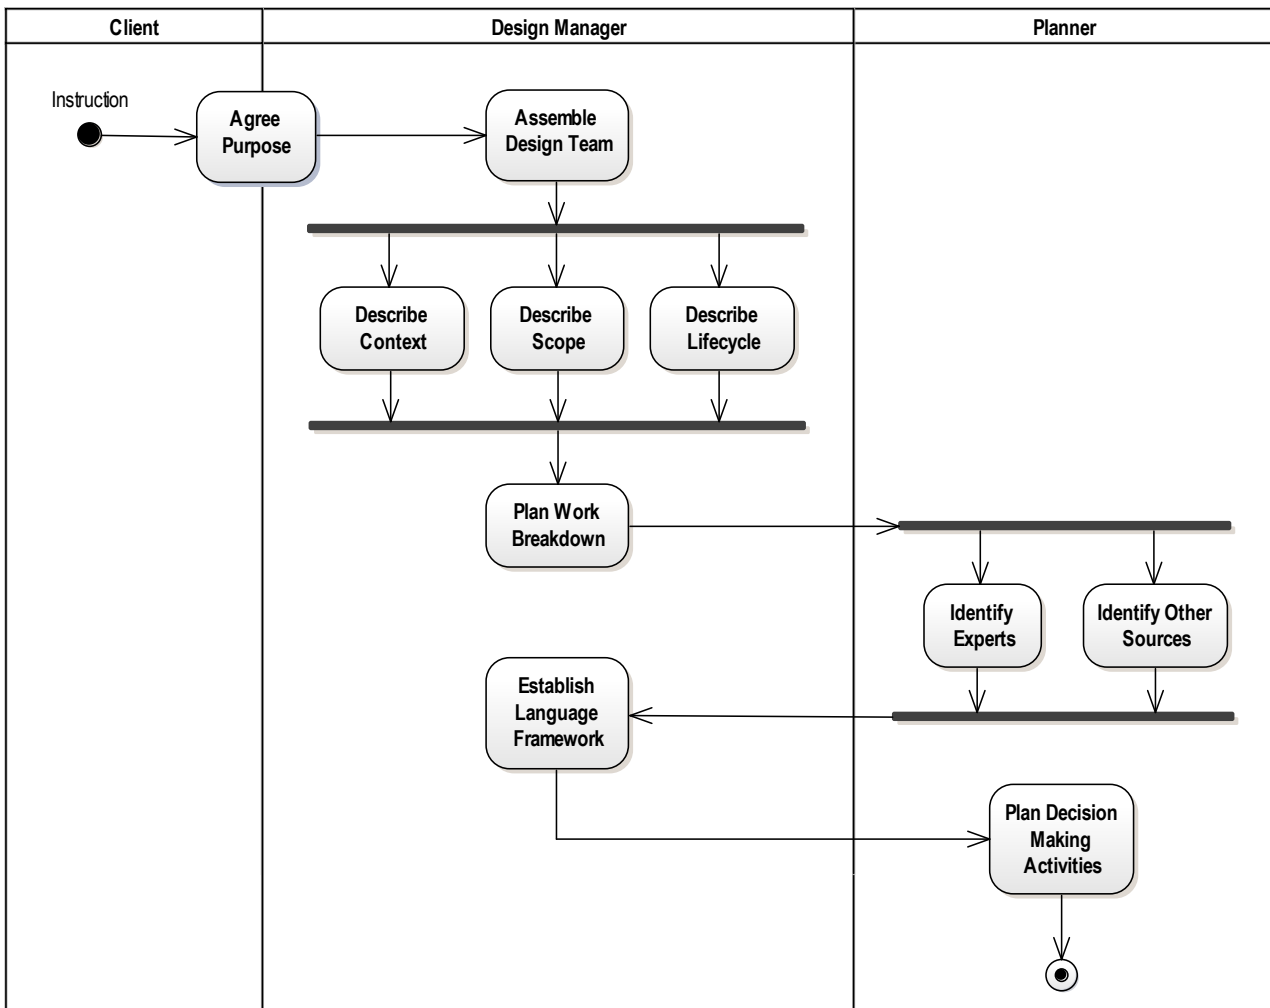 Client
Design Manager
Planner
Instruction
Agree
Purpose
Assemble
Design Team
Describe
Context
Describe
Scope
Describe
Lifecycle
Plan Work
Breakdown
Identify
Experts
Identify Other
Sources
Establish
Language
Framework
Plan Decision
Making
Activities